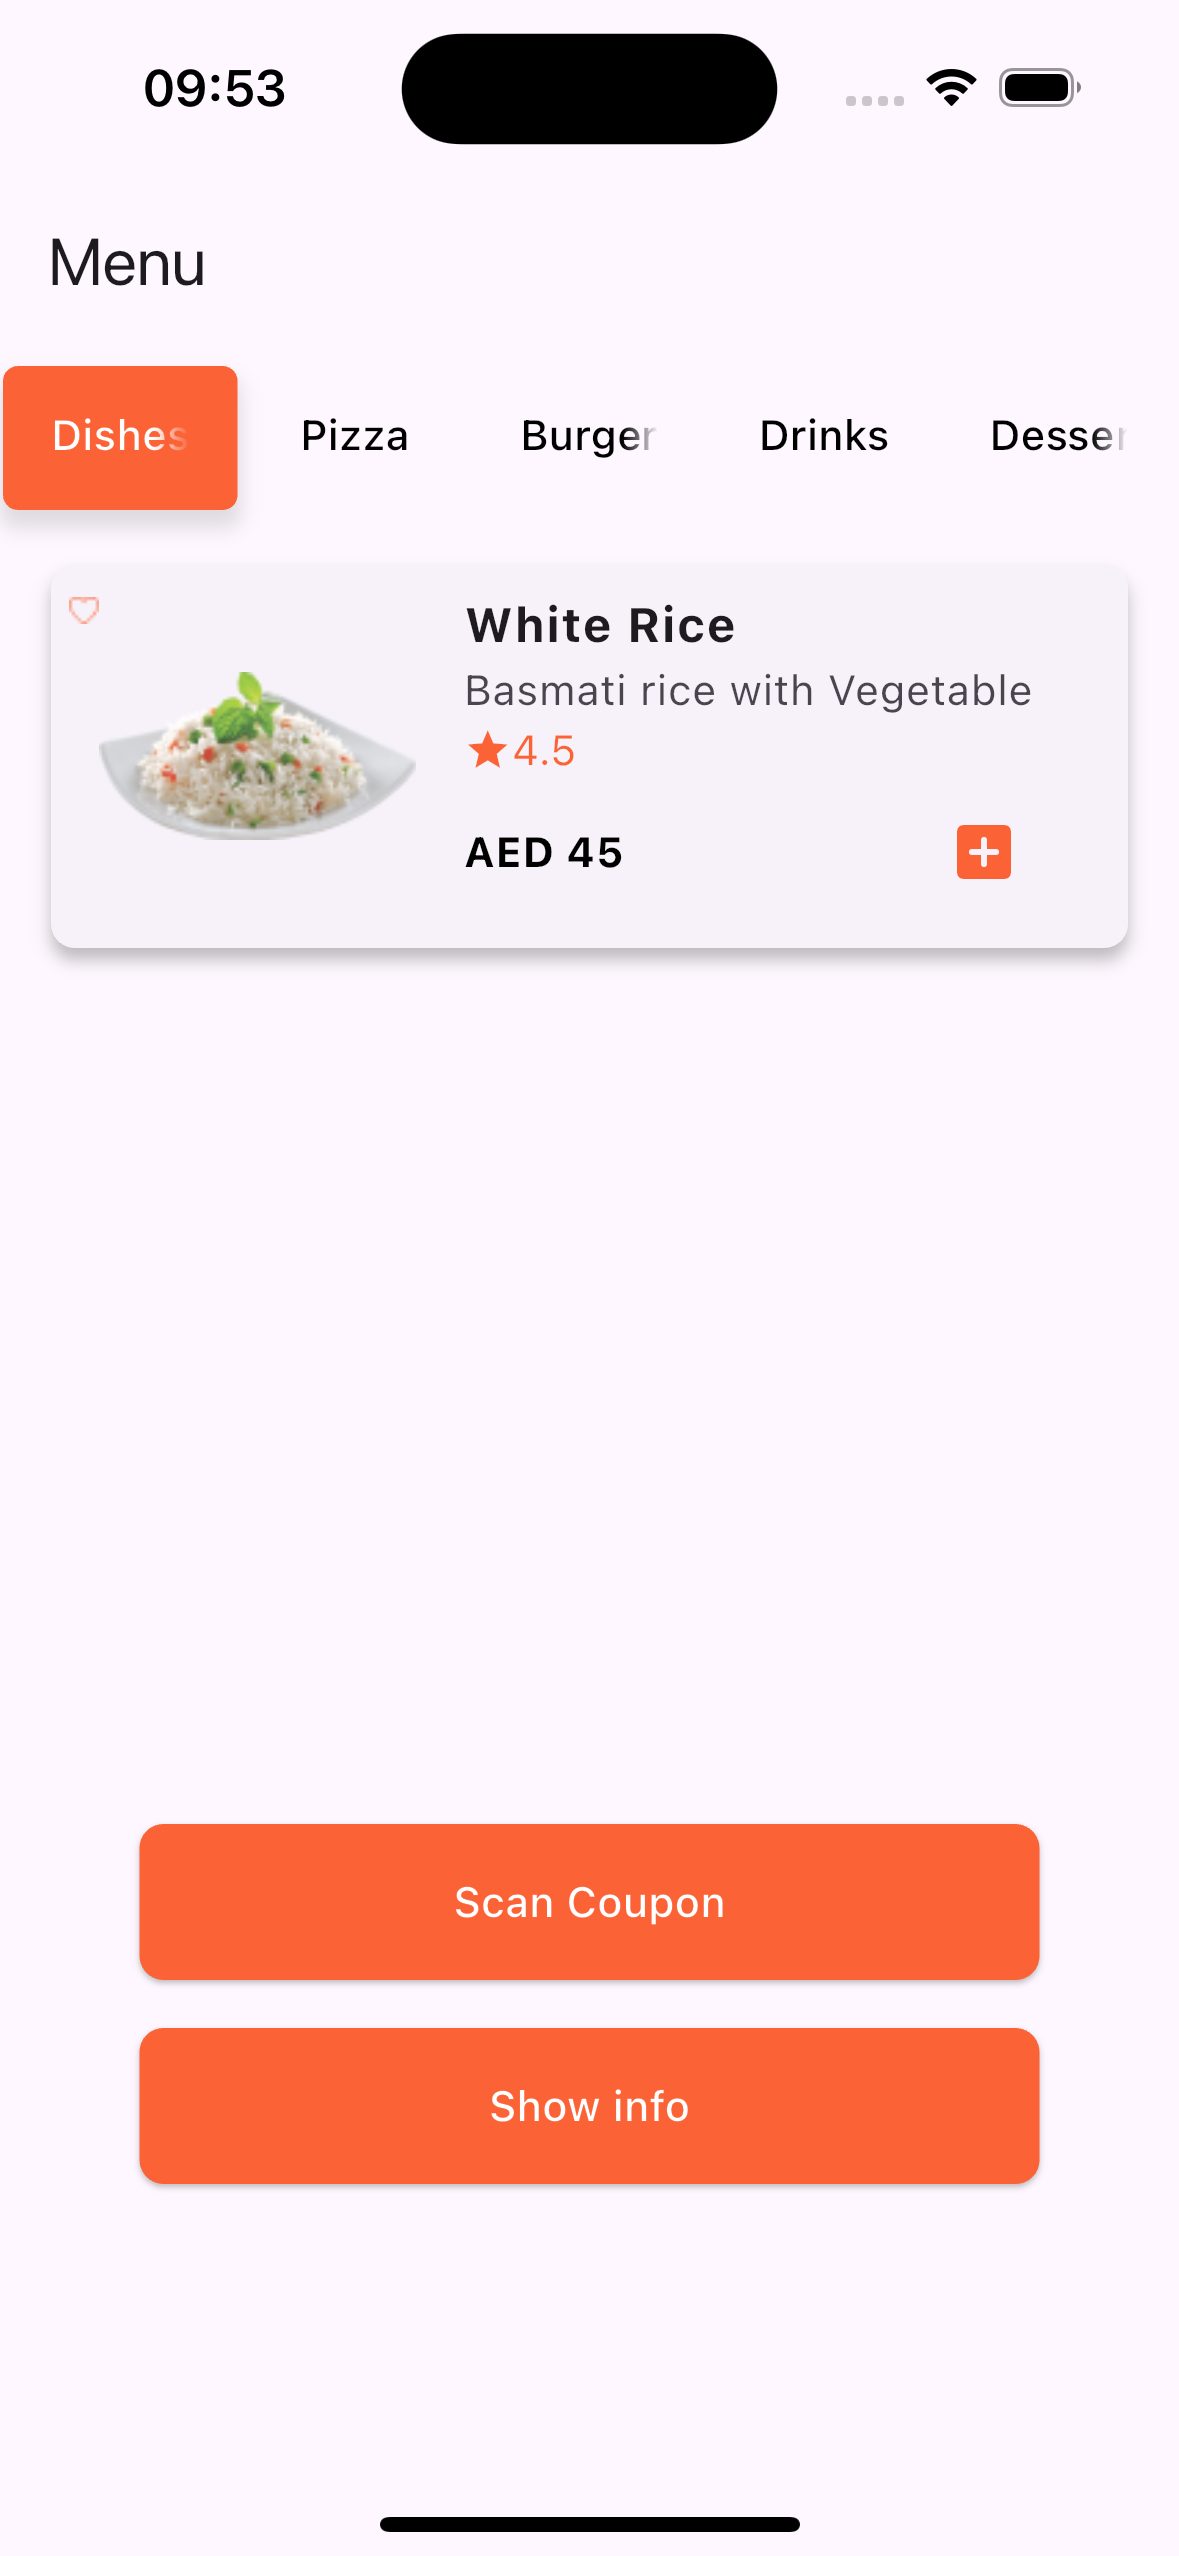 09:53
Menu
Dishes Pizza Burger Drinks Desser
White Rice
Basmati rice with Vegetable
4.5
AED 45
Scan Coupon
Show info